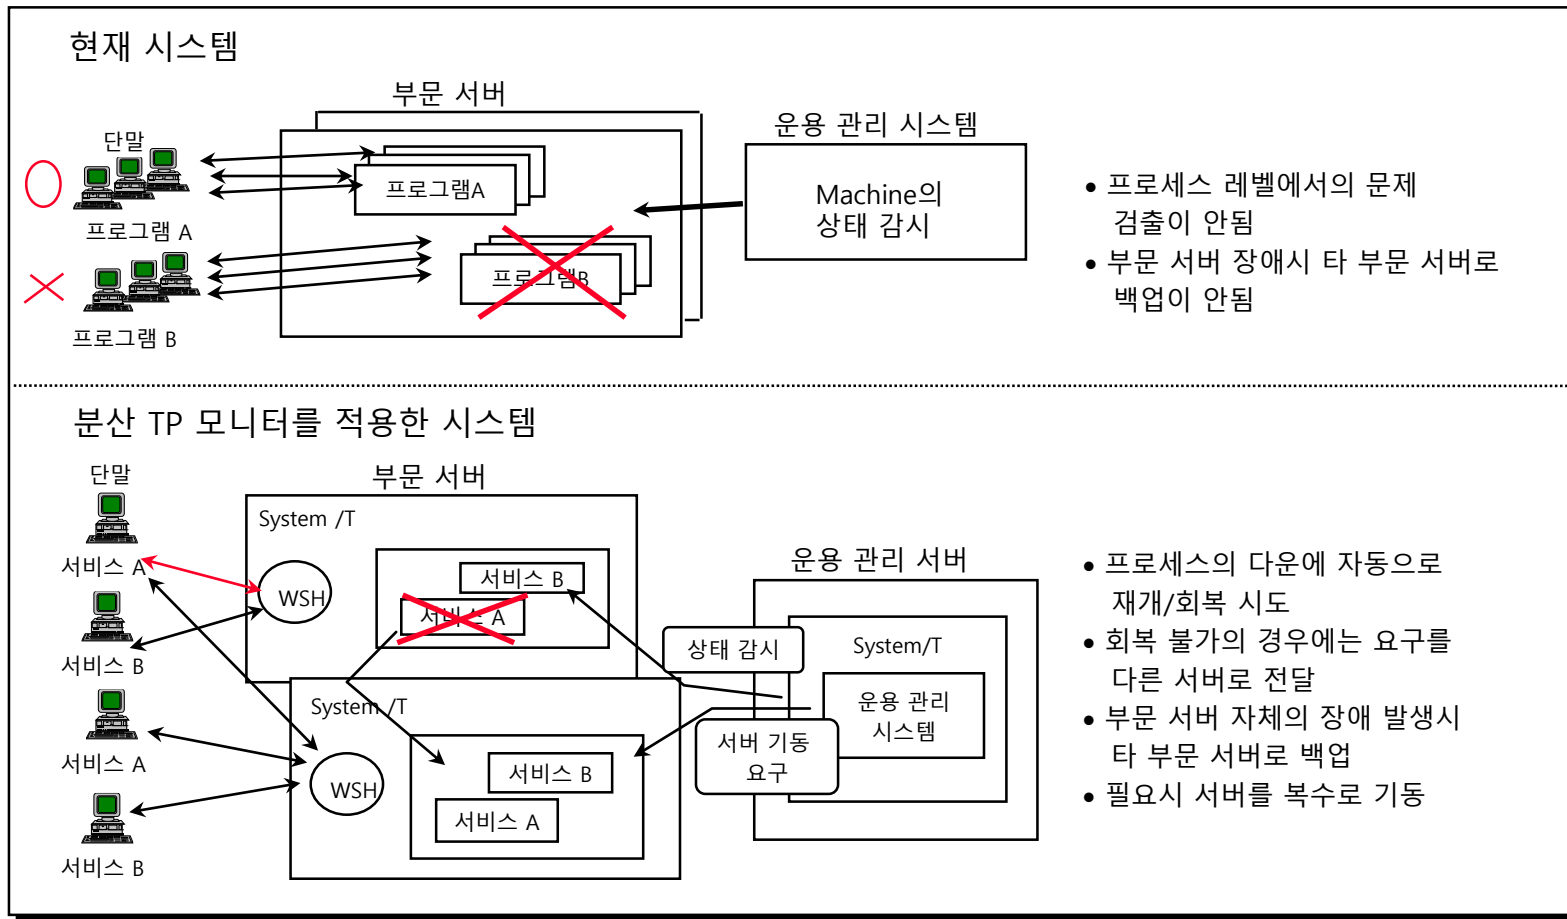 현재 시스템
부문 서버
단말
프로그램A
프로그램 A
프로그램B
프로그램 B
운용 관리 시스템
Machine의
상태 감시
• 프로세스 레벨에서의 문제
검출이 안됨
• 부문 서버 장애시 타 부문 서버로
백업이 안됨
분산 TP 모니터를 적용한 시스템
단말
서비스 A
서비스 B
서비스 A
서비스 B
부문 서버
System /T
WSH
서비스 B
서비스 A
System /T
WSH
서비스 B
서비스 A
상태 감시
서버 기동
요구
운용 관리 서버
System/T
운용 관리
시스템
• 프로세스의 다운에 자동으로
재개/회복 시도
• 회복 불가의 경우에는 요구를
다른 서버로 전달
• 부문 서버 자체의 장애 발생시
타 부문 서버로 백업
• 필요시 서버를 복수로 기동